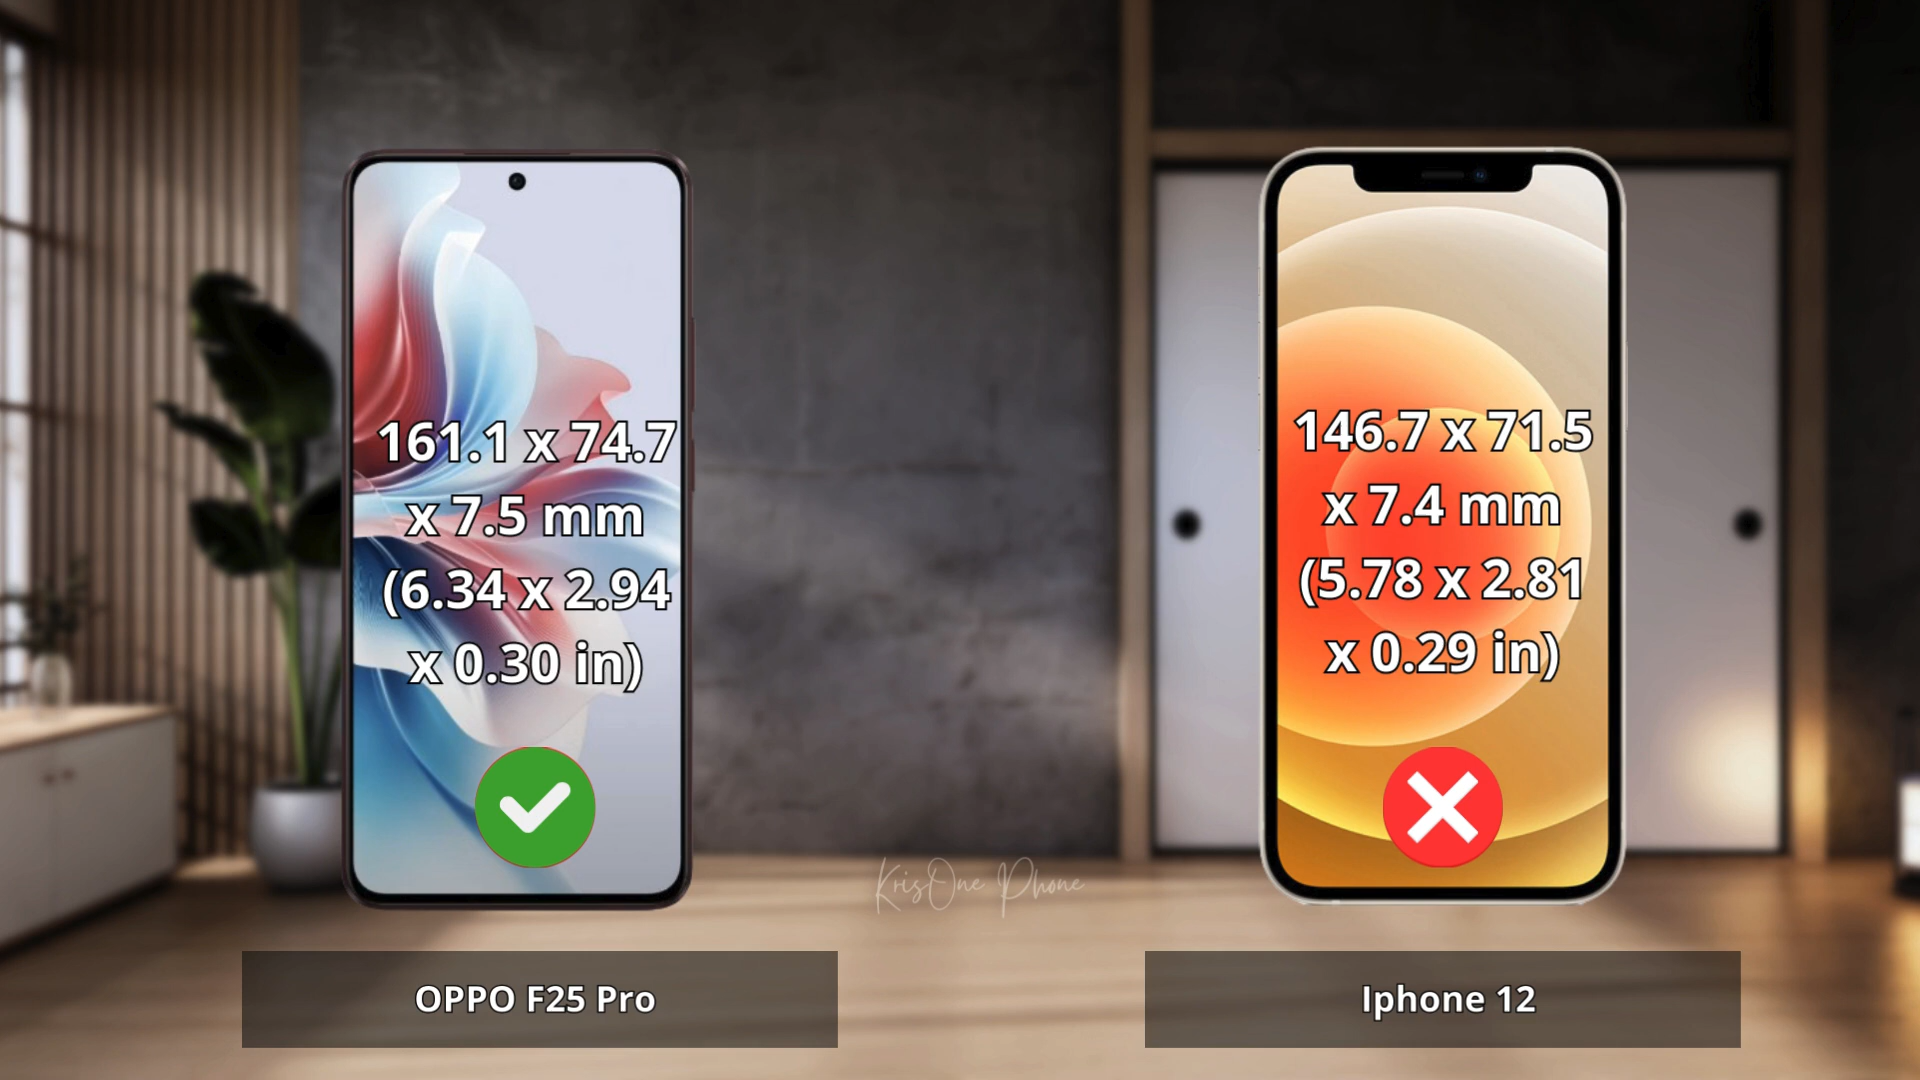 161.1 x 74.7
x 7.5 mm
(6.34 x 2.94
x 0.30 in)
146.7 x 71.5
x 7.4 mm
(5.78 x 2.81
x 0.29 in)
KrisOne Phone
OPPO F25 Pro
Iphone 12